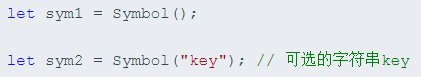 let sym1 = Symbol();
let sym2 = Symbol("key"); // 可选的字符串key